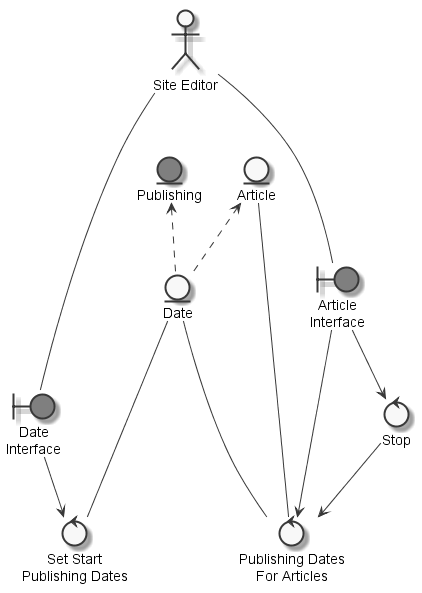 Site Editor
Publishing
Article
Date
Article
Interface
Date
Interface
Stop
Set Start
Publishing Dates
Publishing Dates
For Articles